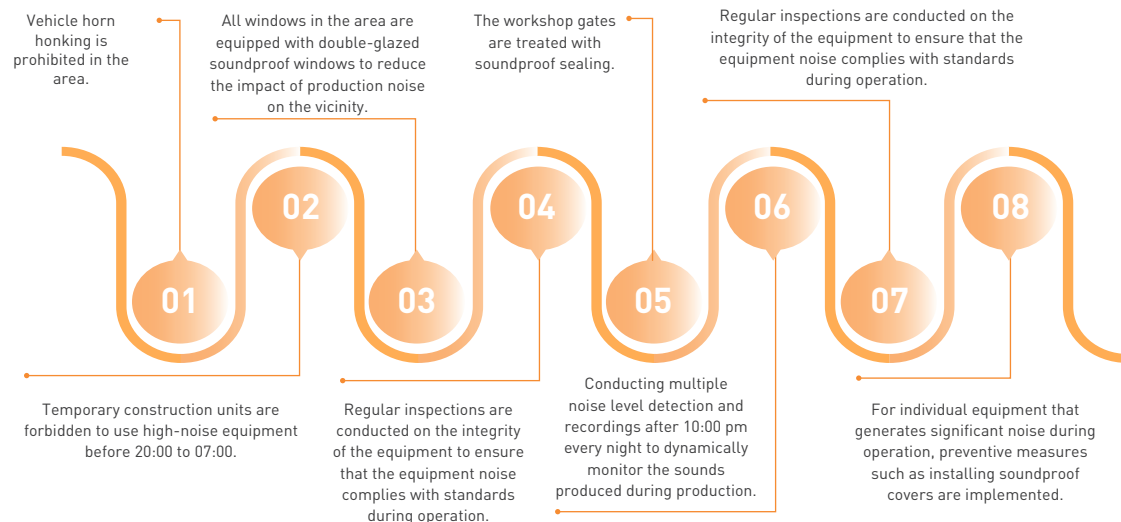 Vehicle horn
honking is
prohibited in the
area.
All windows in the area are
equipped with double-glazed
soundproof windows to reduce
the impact of production noise
on the vicinity.
The workshop gates
are treated with
soundproof sealing.
Regular inspections are conducted on the
integrity of the equipment to ensure that the
equipment noise complies with standards
during operation.
01
02
03
04
05
06
07
08
Temporary construction units are
forbidden to use high-noise equipment
before 20:00 to 07:00.
Regular inspections are
conducted on the integrity
of the equipment to ensure
that the equipment noise
complies with standards
during operation.
Conducting multiple
noise level detection and
recordings after 10:00 pm
every night to dynamically
monitor the sounds
produced during production.
For individual equipment that
generates significant noise during
operation, preventive measures
such as installing soundproof
covers are implemented.